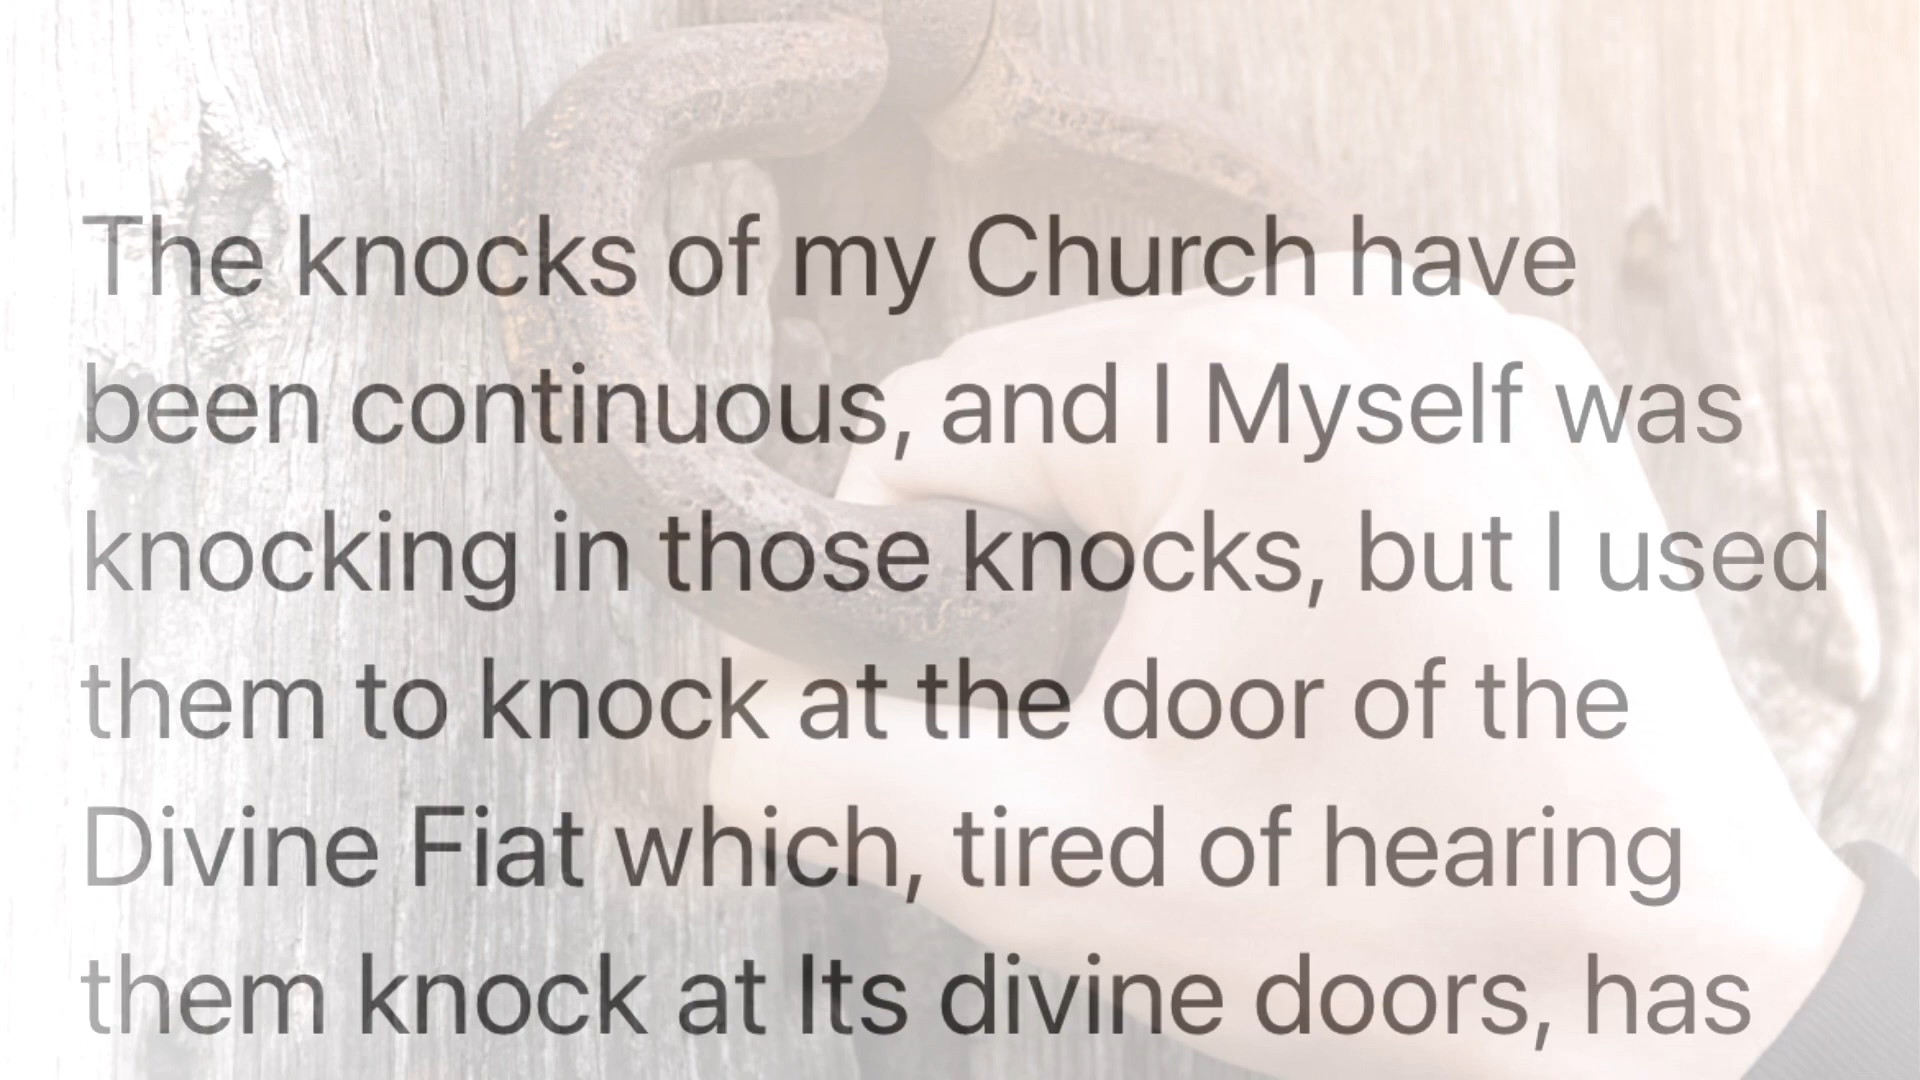 The knocks of my Church have
been continuous, and I Myself was
knocking in those knocks, but I used
them to knock at the door of the
Divine Fiat which, tired of hearing
them knock at Its divine doors, has